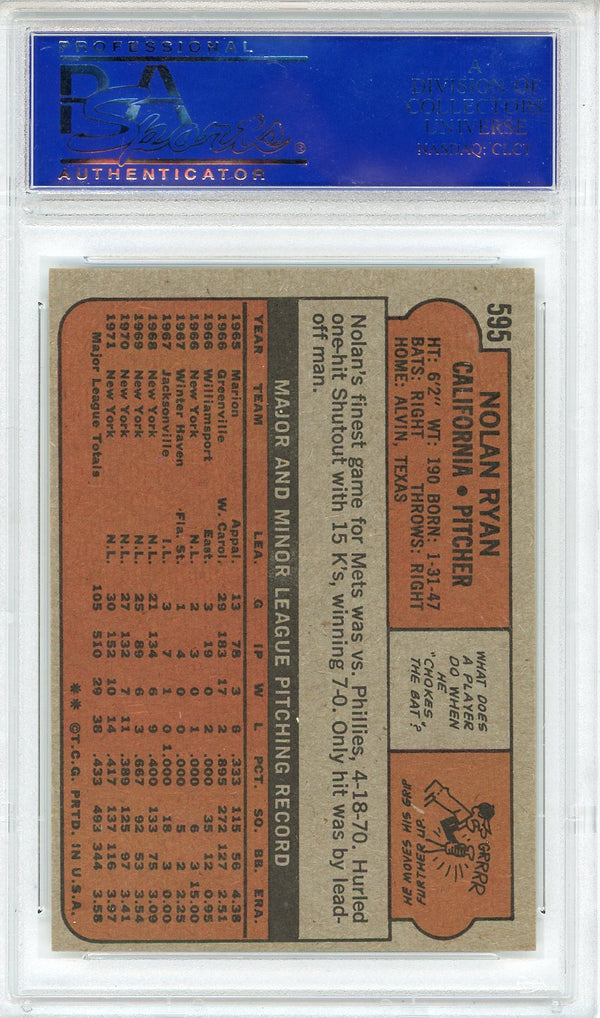 PROFESSIONAL
PSA
Sports®
AUTHENTICATOR
A
DIVISION OF
COLLECTORS
UNIVERSE
NASDAQ: CLCT
595
NOLAN RYAN
CALIFORNIA • PITCHER
HT: 6'2" WT: 190 BORN: 1-31-47
BATS: RIGHT THROWS: RIGHT
HOME: ALVIN, TEXAS
WHAT DOES
A PLAYER
DO WHEN
HE
"CHOKES"
THE BAT?
GRRRR
HE MOVES HIS GRIP
FURTHER UP.
Nolan's finest game for Mets was vs. Phillies, 4-18-70. Hurled
one-hit Shutout with 15 K's, winning 7-0. Only hit was by lead-
off man.
MAJOR AND MINOR LEAGUE PITCHING RECORD
YEAR TEAM LEA. G IP W L PCT. SO. BB. ERA.
1965 Marion Appal. 13 78 3 6 .333 115 56 4.38
1966 Greenville W. Carol. 29 183 17 2 .895 272 127 2.51
1966 Williamsport East. 3 19 0 2 .000 35 12 0.95
1966 New York N.L. 2 3 0 1 .000 6 3 15.00
1967 Winter Haven Fla. St. 1 4 0 0 .000 5 2 2.25
1967 Jacksonville I.L. 3 7 1 0 1.000 18 3 0.00
1968 New York N.L. 21 134 6 9 .400 133 75 3.09
1969 New York N.L. 25 89 6 3 .667 92 53 3.54
1970 New York N.L. 27 132 7 11 .389 125 97 3.41
1971 New York N.L. 30 152 10 14 .417 137 116 3.97
Major League Totals 105 510 29 38 .433 493 344 3.58
** ©T.C.G. PRTD. IN U.S.A.